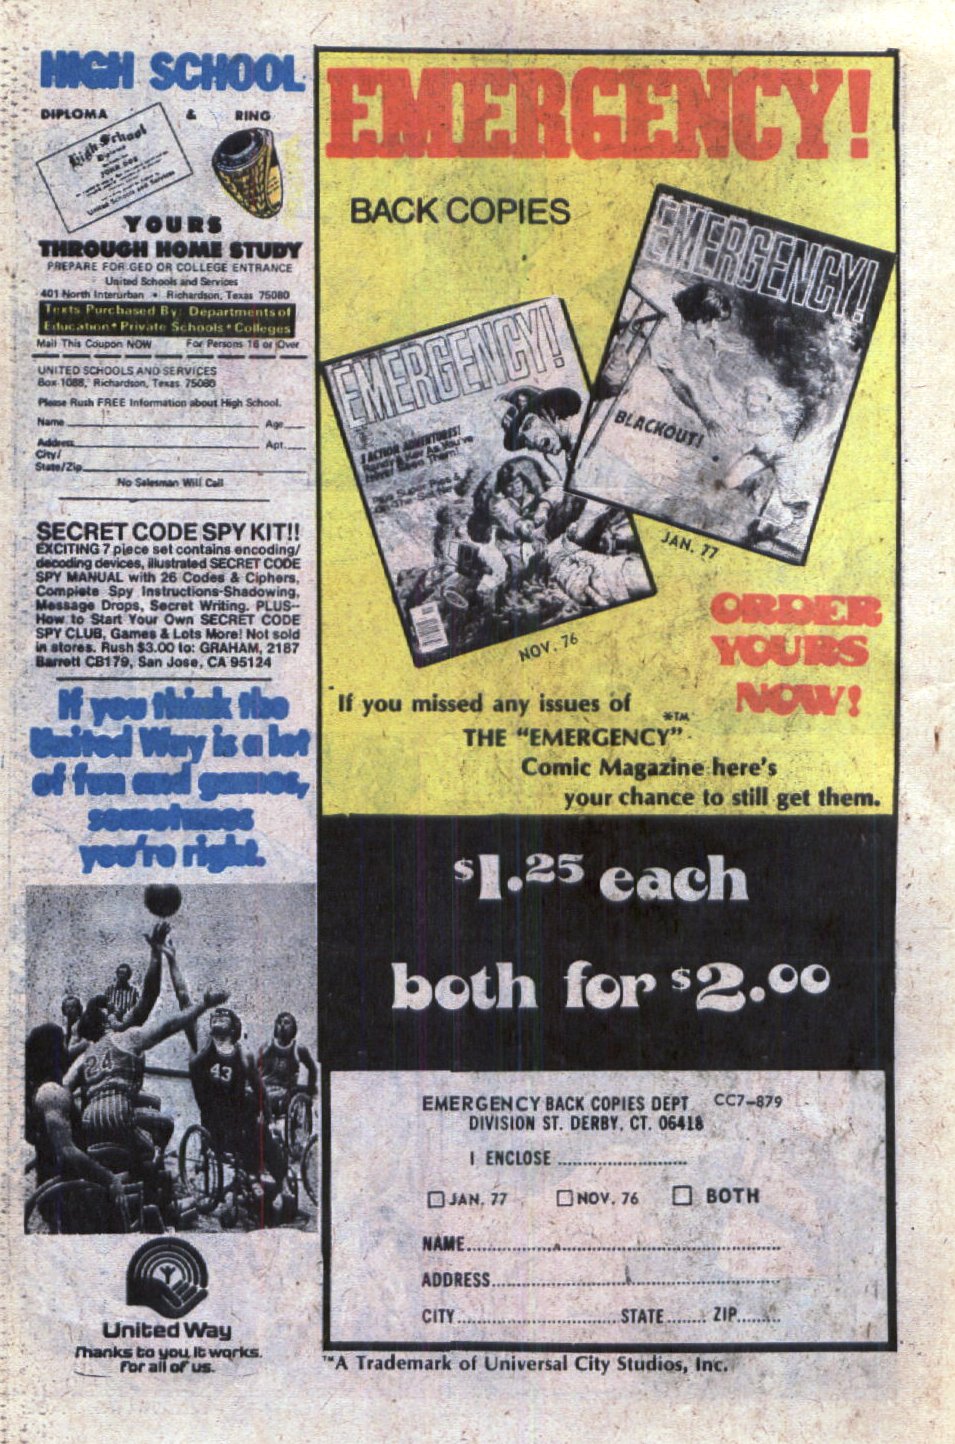 HIGH SCHOOL
DIPLOMA & RING
High School
YOURS
THROUGH HOME STUDY
PREPARE FOR GED OR COLLEGE ENTRANCE
United Schools and Services
401 North Interurban • Richardson, Texas 75080
Texts Purchased By: Departments of
Education • Private Schools • Colleges
Mail This Coupon NOW For Persons 16 or Over
UNITED SCHOOLS AND SERVICES
Box 1088, Richardson, Texas 75080
Please Rush FREE Information about High School.
Name Age
Address Apt.
City/
State/Zip
No Salesman Will Call
SECRET CODE SPY KIT!!
EXCITING 7 piece set contains encoding/
decoding devices, illustrated SECRET CODE
SPY MANUAL with 26 Codes & Ciphers,
Complete Spy Instructions-Shadowing,
Message Drops, Secret Writing. PLUS--
How to Start Your Own SECRET CODE
SPY CLUB, Games & Lots More! Not sold
in stores. Rush $3.00 to: GRAHAM, 2187
Barrett CB179, San Jose, CA 95124
If you think the
United Way is a lot
of fun and games,
sometimes
you're right.
24
43
United Way
Thanks to you, it works.
For all of us.
EMERGENCY!
BACK COPIES
EMERGENCY!
BLACKOUT!
JAN. 77
EMERGENCY!
ACTION ADVENTURES!
NOV. 76
ORDER
YOURS
NOW!
If you missed any issues of
THE "EMERGENCY" *™
Comic Magazine here's
your chance to still get them.
$1.25 each
both for $2.00
EMERGENCY BACK COPIES DEPT CC7-879
DIVISION ST. DERBY, CT. 06418
I ENCLOSE
JAN. 77 NOV. 76 BOTH
NAME
ADDRESS
CITY STATE ZIP
™A Trademark of Universal City Studios, Inc.